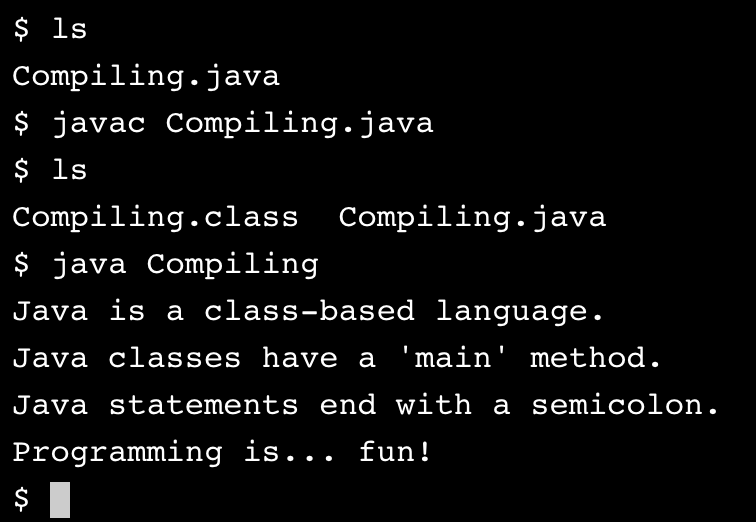 $ ls
Compiling.java
$ javac Compiling.java
$ ls
Compiling.class  Compiling.java
$ java Compiling
Java is a class-based language.
Java classes have a 'main' method.
Java statements end with a semicolon.
Programming is... fun!
$